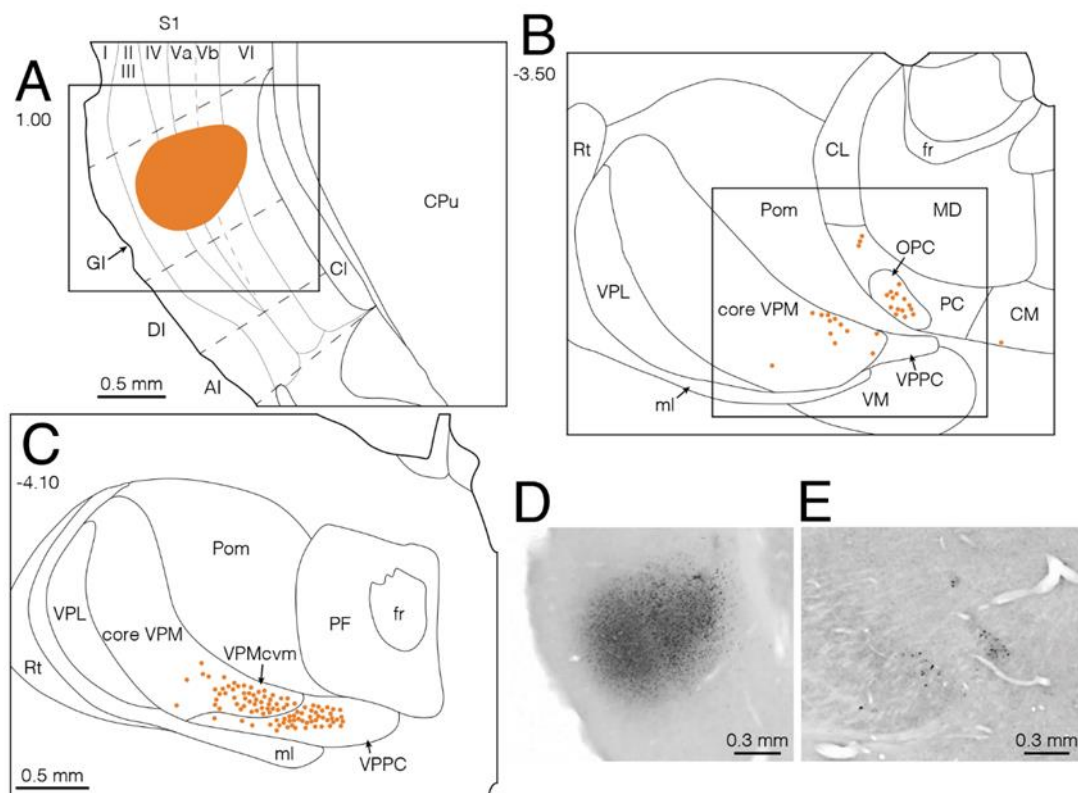 S1
I II IV Va Vb VI
III
A
1.00
GI
DI
AI
CI
CPu
0.5 mm
B
-3.50
Rt
CL
fr
Pom
MD
OPC
VPL
core VPM
PC
CM
VPPC
ml
VM
C
-4.10
Pom
VPL
core VPM
PF
fr
VPMcvm
Rt
ml
VPPC
0.5 mm
D
0.3 mm
E
0.3 mm